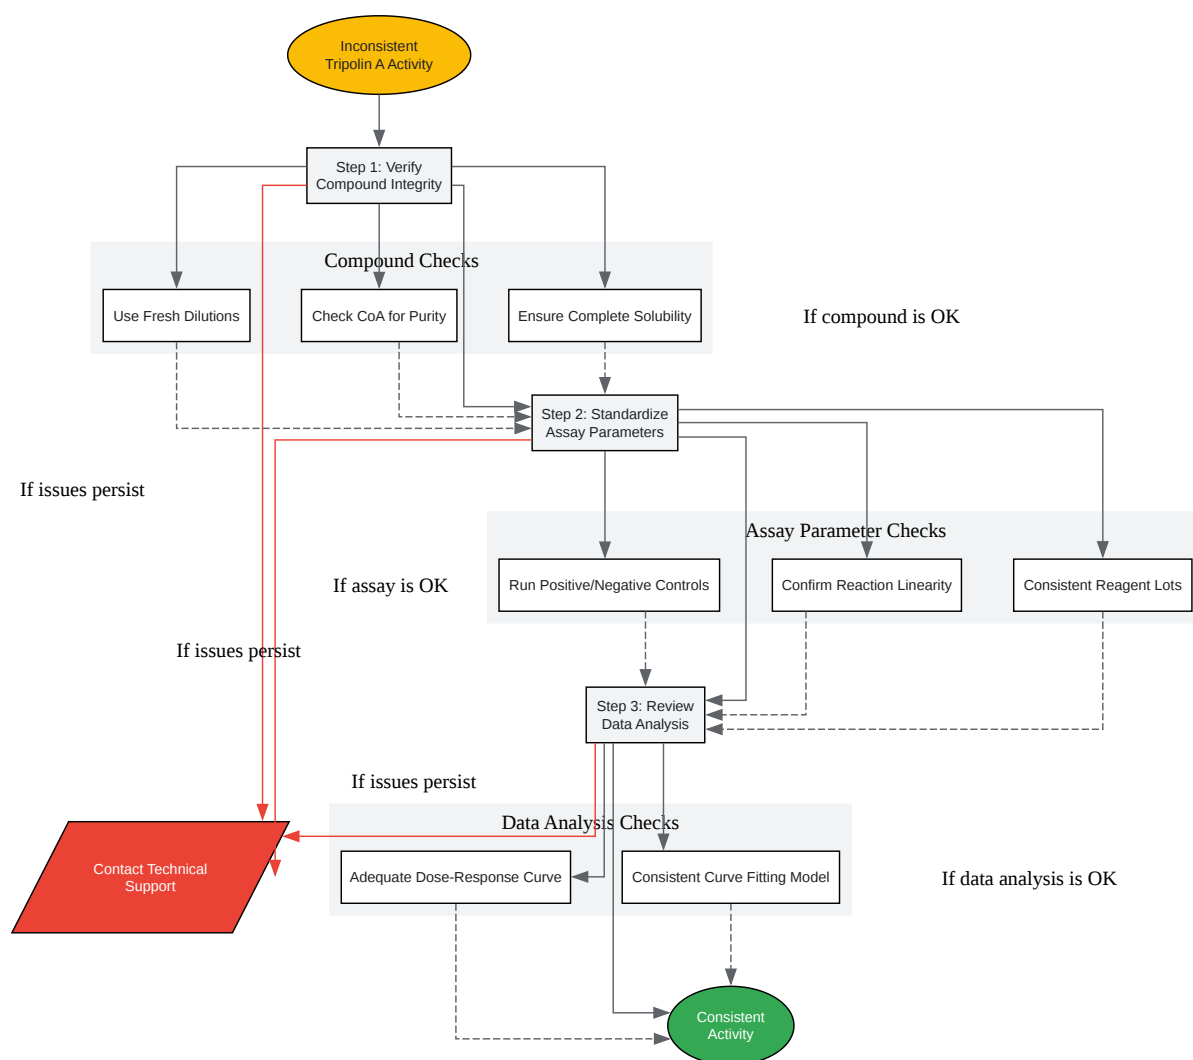 Inconsistent
Tripolin A Activity
Step 1: Verify
Compound Integrity
Compound Checks
Use Fresh Dilutions
Check CoA for Purity
Ensure Complete Solubility
If compound is OK
Step 2: Standardize
Assay Parameters
If issues persist
Assay Parameter Checks
If assay is OK
Run Positive/Negative Controls
Confirm Reaction Linearity
Consistent Reagent Lots
If issues persist
Step 3: Review
Data Analysis
If issues persist
Data Analysis Checks
Contact Technical
Support
Adequate Dose-Response Curve
Consistent Curve Fitting Model
If data analysis is OK
Consistent
Activity